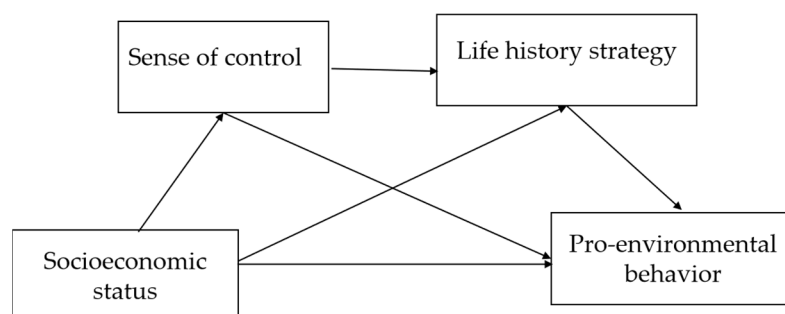 Sense of control
Life history strategy
Socioeconomic
status
Pro-environmental
behavior